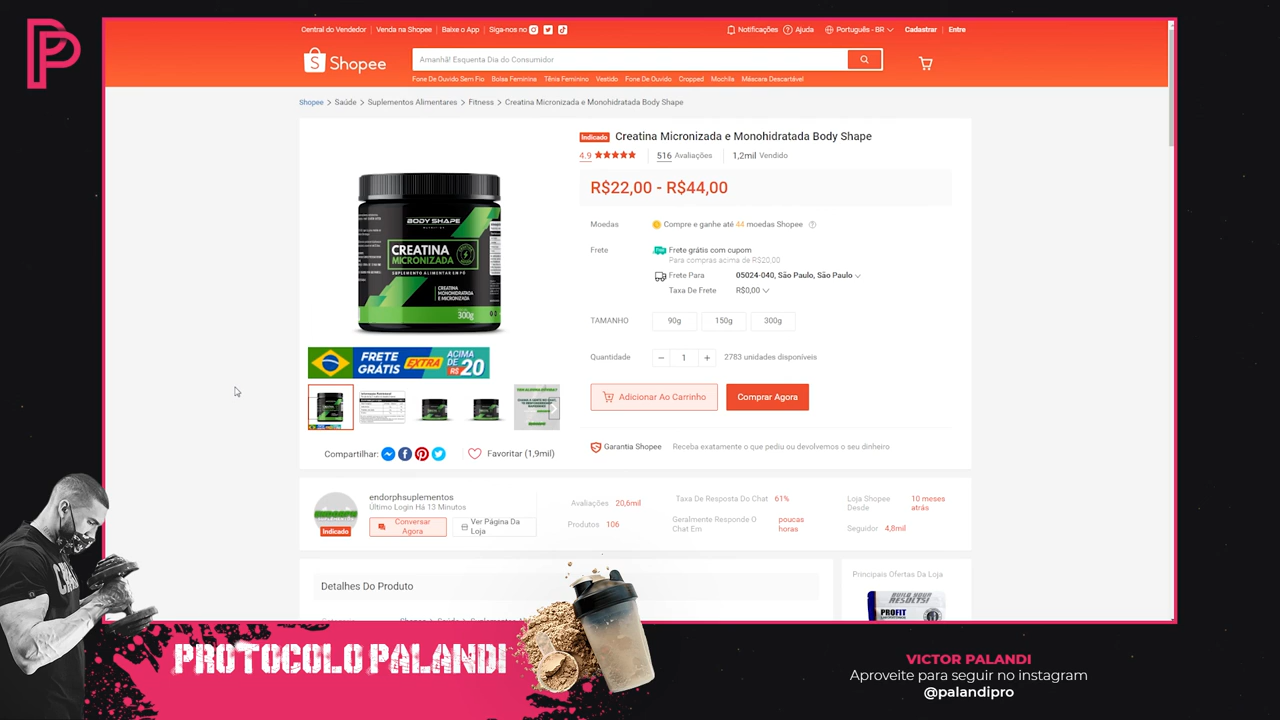 Central do Vendedor
Venda na Shopee
Baixe o App
Siga-nos no
Notificações
Ajuda
Português - BR
Cadastrar
Entre
Shopee
Amanhã! Esquenta Dia do Consumidor
Fone De Ouvido Sem Fio
Bolsa Feminina
Tênis Feminino
Vestido
Fone De Ouvido
Cropped
Mochila
Máscara Descartável
Shopee > Saúde > Suplementos Alimentares > Fitness > Creatina Micronizada e Monohidratada Body Shape
Indicado Creatina Micronizada e Monohidratada Body Shape
4.9
516 Avaliações
1,2mil Vendido
R$22,00 - R$44,00
Moedas
Compre e ganhe até 44 moedas Shopee
Frete
Frete grátis com cupom
Para compras acima de R$20,00
Frete Para 05024-040, São Paulo, São Paulo
Taxa De Frete R$0,00
TAMANHO 90g 150g 300g
Quantidade − 1 + 2783 unidades disponíveis
Adicionar Ao Carrinho
Comprar Agora
Garantia Shopee Receba exatamente o que pediu ou devolvemos o seu dinheiro
BODY SHAPE
CREATINA
MICRONIZADA
SUPLEMENTO ALIMENTAR EM PÓ
CREATINA
MONOHIDRATADA
E MICRONIZADA
300g
FRETE
GRÁTIS
EXTRA
ACIMA
DE R$20
Compartilhar:
Favoritar (1,9mil)
endorphsuplementos
Último Login Há 13 Minutos
Indicado
Conversar
Agora
Ver Página Da
Loja
Avaliações 20,6mil
Produtos 106
Taxa De Resposta Do Chat 61%
Geralmente Responde O
Chat Em
poucas
horas
Loja Shopee
Desde
10 meses
atrás
Seguidor 4,8mil
Detalhes Do Produto
Principais Ofertas Da Loja
BUILD YOUR
RESULTS!
PROFIT
PROTOCOLO PALANDI
VICTOR PALANDI
Aproveite para seguir no instagram
@palandipro